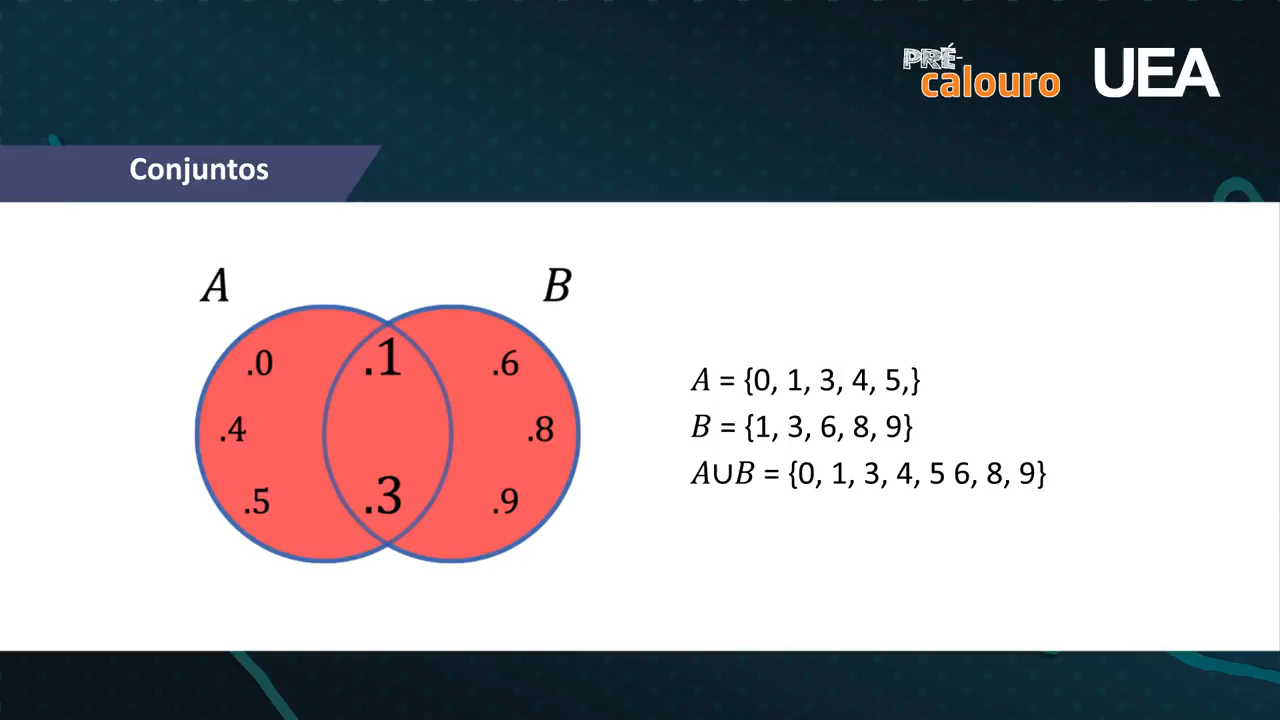 PRÉ-
calouro
UEA
Conjuntos
A
B
.0
.1
.6
.4
.8
.5
.3
.9
A = {0, 1, 3, 4, 5,}
B = {1, 3, 6, 8, 9}
A∪B = {0, 1, 3, 4, 5 6, 8, 9}